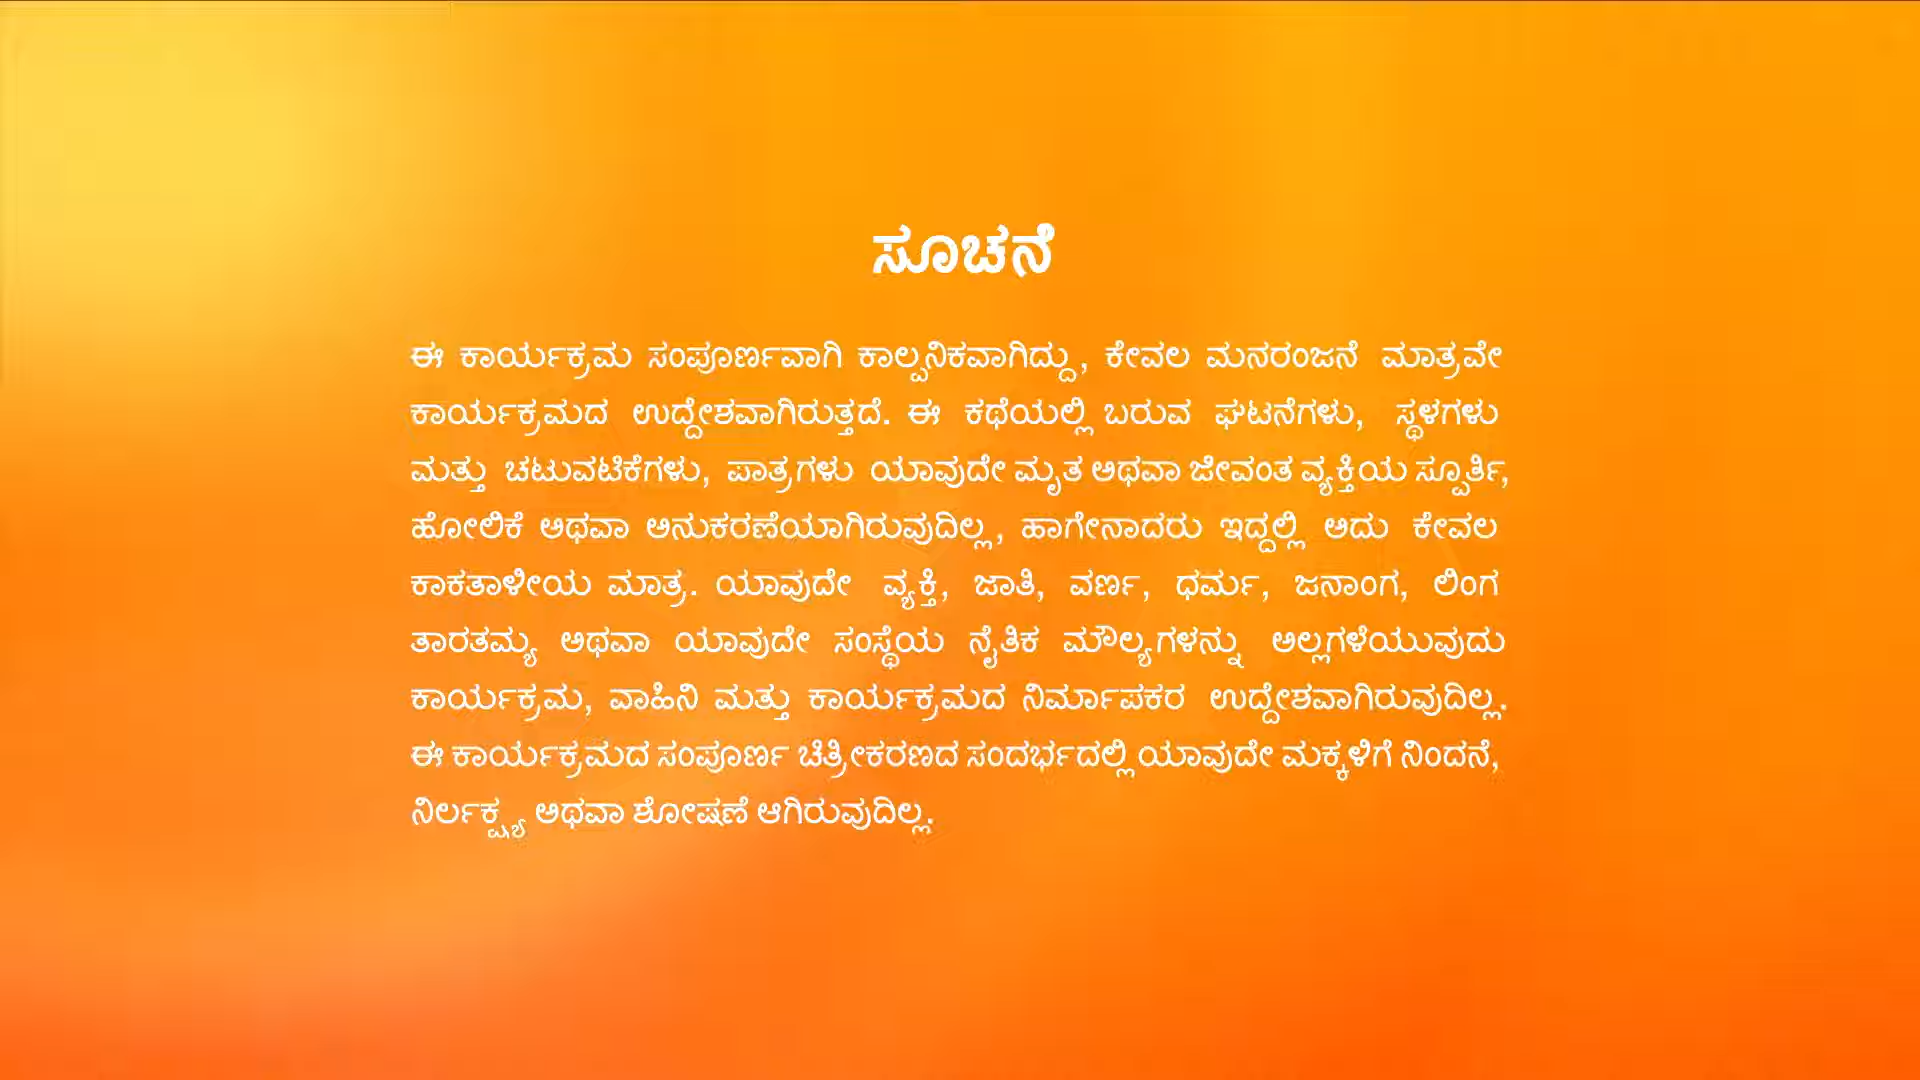 ಸೂಚನೆ
ಈ ಕಾರ್ಯಕ್ರಮ ಸಂಪೂರ್ಣವಾಗಿ ಕಾಲ್ಪನಿಕವಾಗಿದ್ದು, ಕೇವಲ ಮನರಂಜನೆ ಮಾತ್ರವೇ
ಕಾರ್ಯಕ್ರಮದ ಉದ್ದೇಶವಾಗಿರುತ್ತದೆ. ಈ ಕಥೆಯಲ್ಲಿ ಬರುವ ಘಟನೆಗಳು, ಸ್ಥಳಗಳು
ಮತ್ತು ಚಟುವಟಿಕೆಗಳು, ಪಾತ್ರಗಳು ಯಾವುದೇ ಮೃತ ಅಥವಾ ಜೀವಂತ ವ್ಯಕ್ತಿಯ ಸ್ಪೂರ್ತಿ,
ಹೋಲಿಕೆ ಅಥವಾ ಅನುಕರಣೆಯಾಗಿರುವುದಿಲ್ಲ, ಹಾಗೇನಾದರು ಇದ್ದಲ್ಲಿ ಅದು ಕೇವಲ
ಕಾಕತಾಳೀಯ ಮಾತ್ರ. ಯಾವುದೇ ವ್ಯಕ್ತಿ, ಜಾತಿ, ವರ್ಣ, ಧರ್ಮ, ಜನಾಂಗ, ಲಿಂಗ
ತಾರತಮ್ಯ ಅಥವಾ ಯಾವುದೇ ಸಂಸ್ಥೆಯ ನೈತಿಕ ಮೌಲ್ಯಗಳನ್ನು ಅಲ್ಲಗಳೆಯುವುದು
ಕಾರ್ಯಕ್ರಮ, ವಾಹಿನಿ ಮತ್ತು ಕಾರ್ಯಕ್ರಮದ ನಿರ್ಮಾಪಕರ ಉದ್ದೇಶವಾಗಿರುವುದಿಲ್ಲ.
ಈ ಕಾರ್ಯಕ್ರಮದ ಸಂಪೂರ್ಣ ಚಿತ್ರೀಕರಣದ ಸಂದರ್ಭದಲ್ಲಿ ಯಾವುದೇ ಮಕ್ಕಳಿಗೆ ನಿಂದನೆ,
ನಿರ್ಲಕ್ಷ್ಯ ಅಥವಾ ಶೋಷಣೆ ಆಗಿರುವುದಿಲ್ಲ.